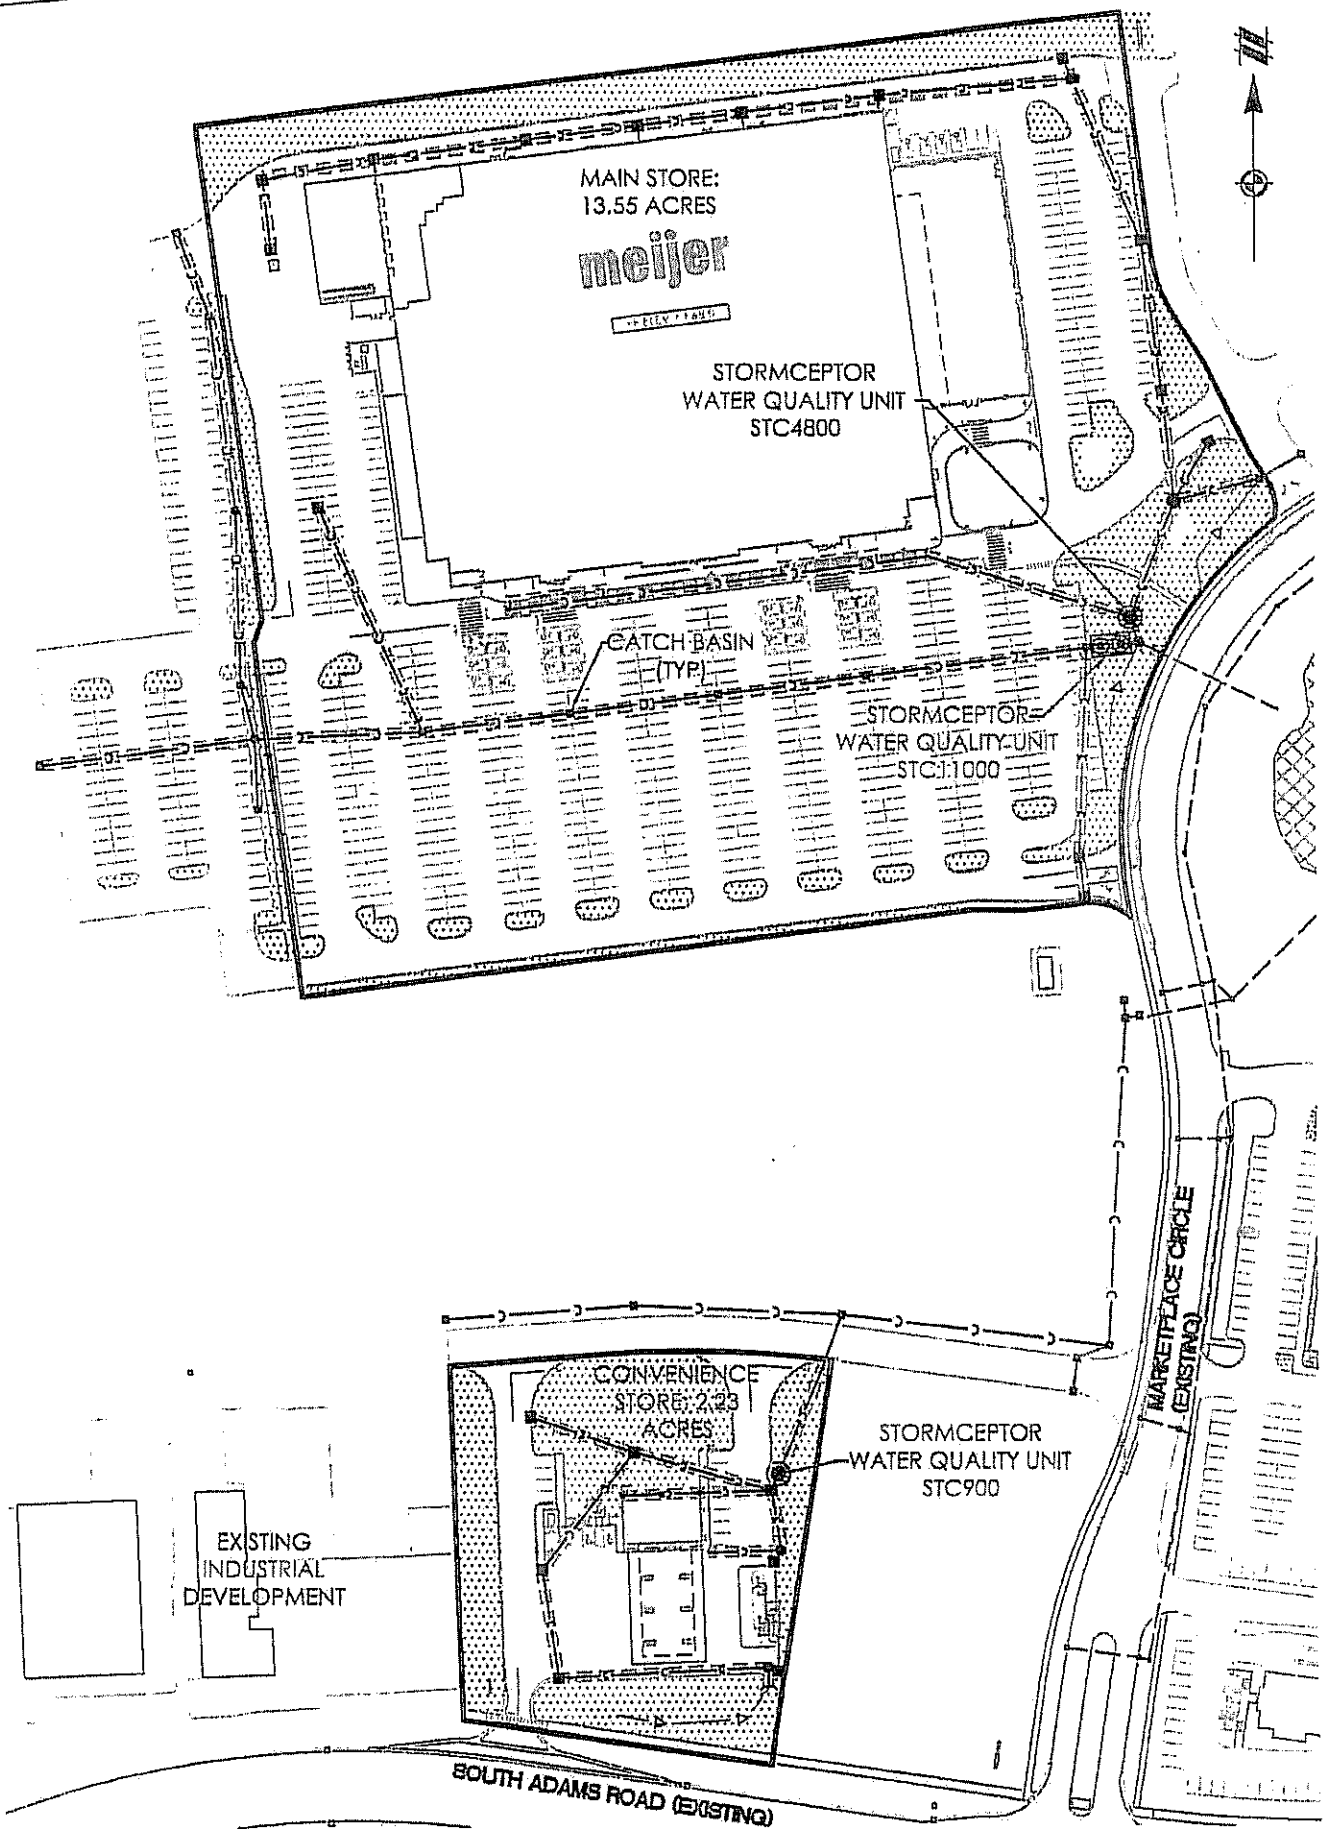 MAIN STORE:
13.55 ACRES
meijer
STORMCEPTOR
WATER QUALITY UNIT
STC4800
CATCH BASIN
(TYP)
STORMCEPTOR
WATER QUALITY UNIT
STC11000
MARKETPLACE CIRCLE
(EXISTING)
CONVENIENCE
STORE: 2.23
ACRES
STORMCEPTOR
WATER QUALITY UNIT
STC900
EXISTING
INDUSTRIAL
DEVELOPMENT
SOUTH ADAMS ROAD (EXISTING)